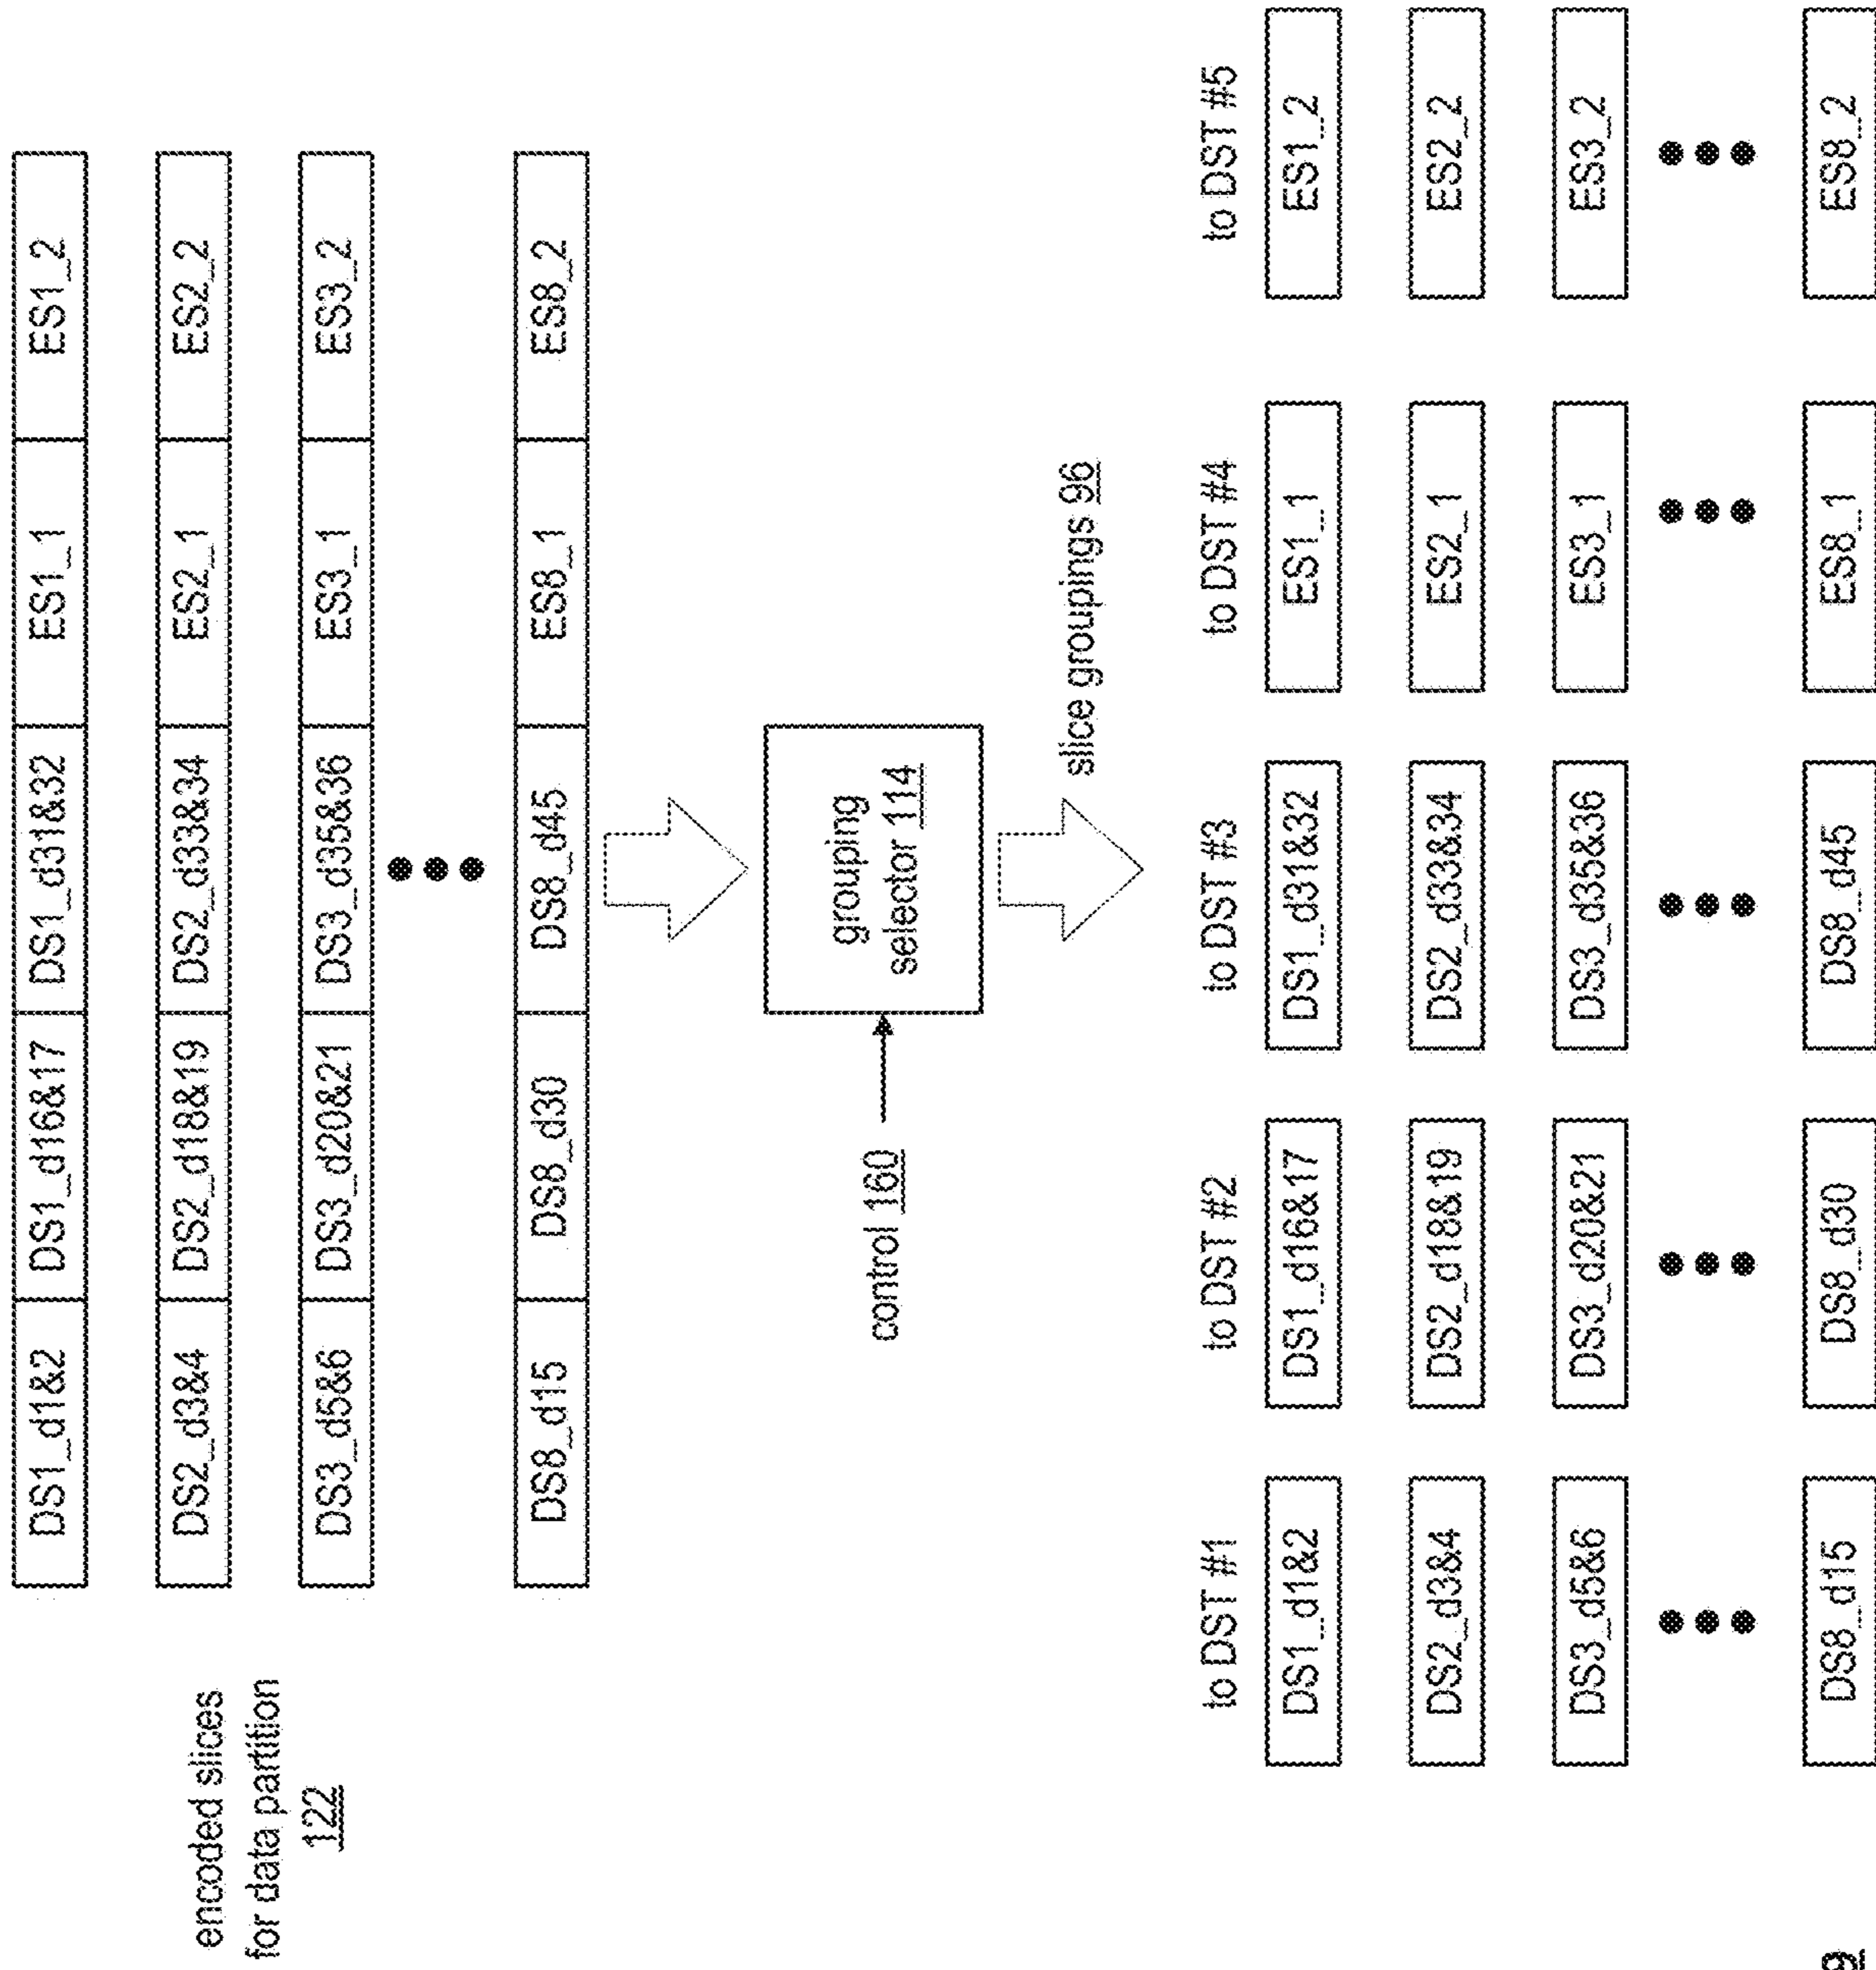 encoded slices
for data partition
122
DS1_d1&2 DS1_d16&17 DS1_d31&32 ES1_1 ES1_2
DS2_d3&4 DS2_d18&19 DS2_d33&34 ES2_1 ES2_2
DS3_d5&6 DS3_d20&21 DS3_d35&36 ES3_1 ES3_2
DS8_d15 DS8_d30 DS8_d45 ES8_1 ES8_2
control 160
grouping
selector 114
slice groupings 96
to DST #1 to DST #2 to DST #3 to DST #4 to DST #5
DS1_d1&2 DS1_d16&17 DS1_d31&32 ES1_1 ES1_2
DS2_d3&4 DS2_d18&19 DS2_d33&34 ES2_1 ES2_2
DS3_d5&6 DS3_d20&21 DS3_d35&36 ES3_1 ES3_2
DS8_d15 DS8_d30 DS8_d45 ES8_1 ES8_2